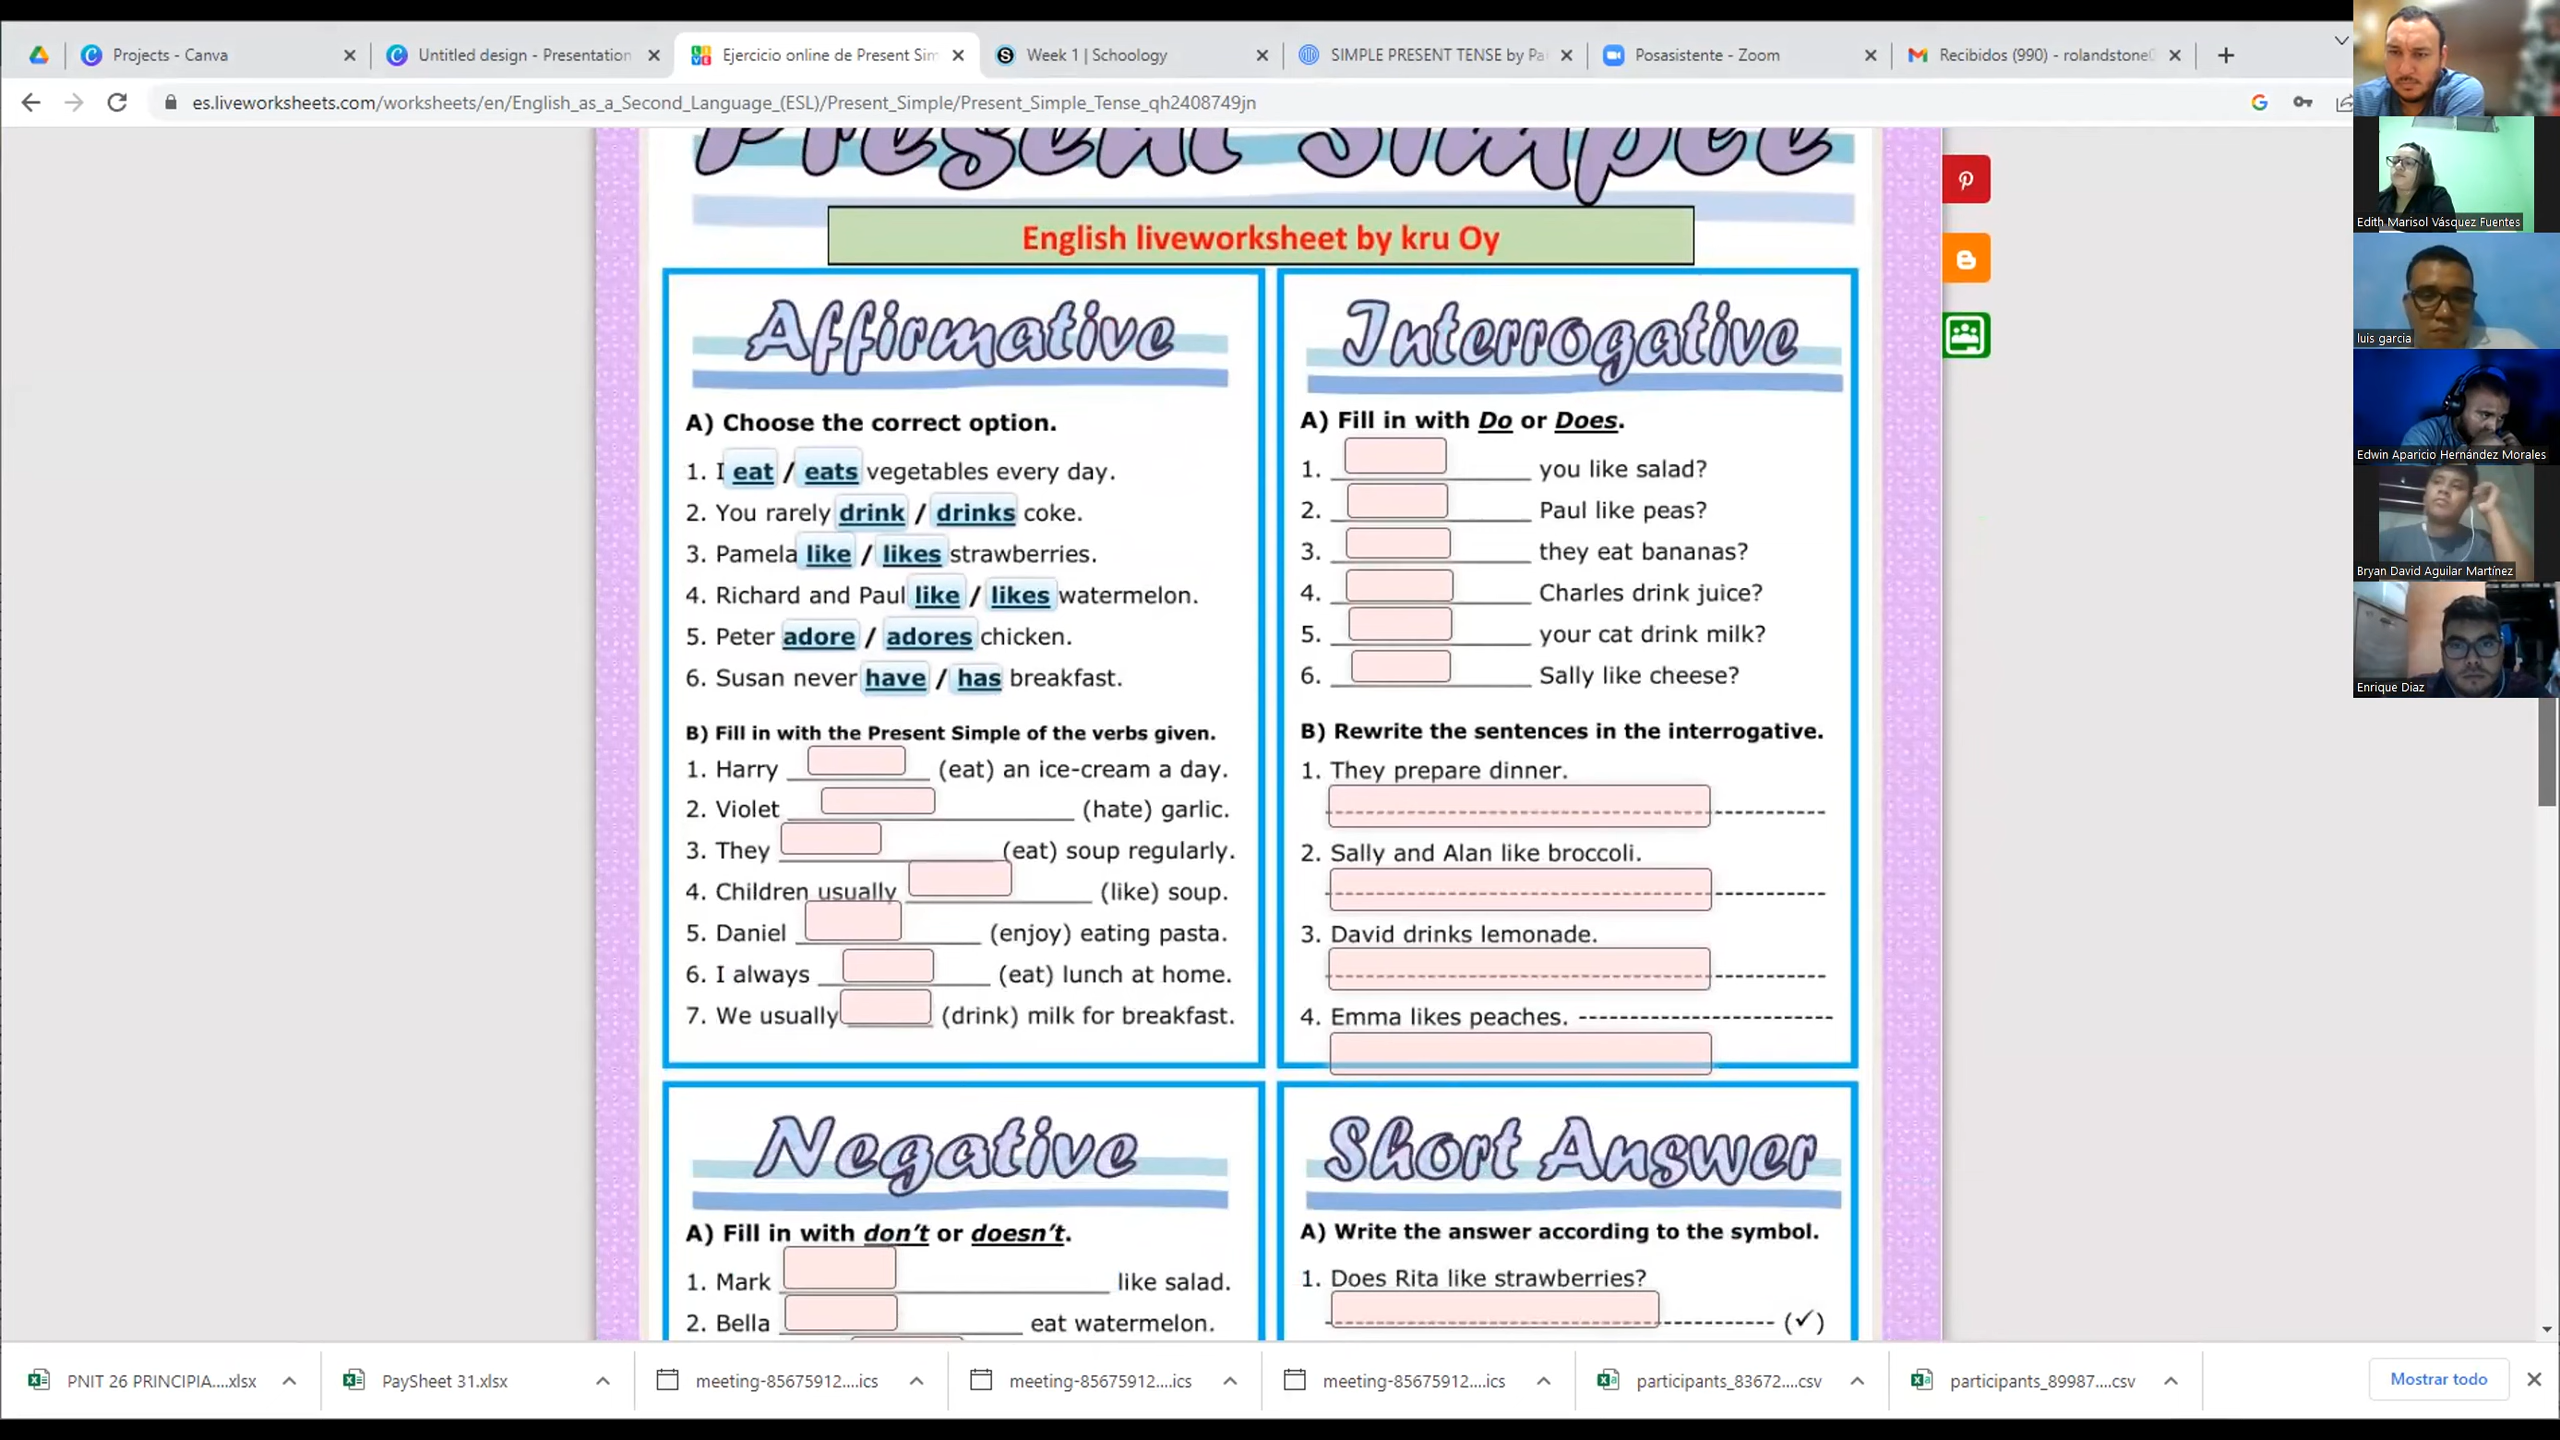 Projects - Canva
Untitled design - Presentation
Ejercicio online de Present Sim
Week 1 | Schoology
SIMPLE PRESENT TENSE by Pa
Posasistente - Zoom
Recibidos (990) - rolandstone
es.liveworksheets.com/worksheets/en/English_as_a_Second_Language_(ESL)/Present_Simple/Present_Simple_Tense_qh2408749jn
Present Simple
English liveworksheet by kru Oy
Affirmative
A) Choose the correct option.
1. I eat / eats vegetables every day.
2. You rarely drink / drinks coke.
3. Pamela like / likes strawberries.
4. Richard and Paul like / likes watermelon.
5. Peter adore / adores chicken.
6. Susan never have / has breakfast.
B) Fill in with the Present Simple of the verbs given.
1. Harry (eat) an ice-cream a day.
2. Violet (hate) garlic.
3. They (eat) soup regularly.
4. Children usually (like) soup.
5. Daniel (enjoy) eating pasta.
6. I always (eat) lunch at home.
7. We usually (drink) milk for breakfast.
Interrogative
A) Fill in with Do or Does.
1. you like salad?
2. Paul like peas?
3. they eat bananas?
4. Charles drink juice?
5. your cat drink milk?
6. Sally like cheese?
B) Rewrite the sentences in the interrogative.
1. They prepare dinner.
2. Sally and Alan like broccoli.
3. David drinks lemonade.
4. Emma likes peaches.
Negative
A) Fill in with don't or doesn't.
1. Mark like salad.
2. Bella eat watermelon.
Short Answer
A) Write the answer according to the symbol.
1. Does Rita like strawberries?
(✓)
Edith Marisol Vásquez Fuentes
luis garcia
Edwin Aparicio Hernández Morales
Bryan David Aguilar Martínez
Enrique Diaz
PNIT 26 PRINCIPIA....xlsx
PaySheet 31.xlsx
meeting-85675912....ics
meeting-85675912....ics
meeting-85675912....ics
participants_83672....csv
participants_89987....csv
Mostrar todo